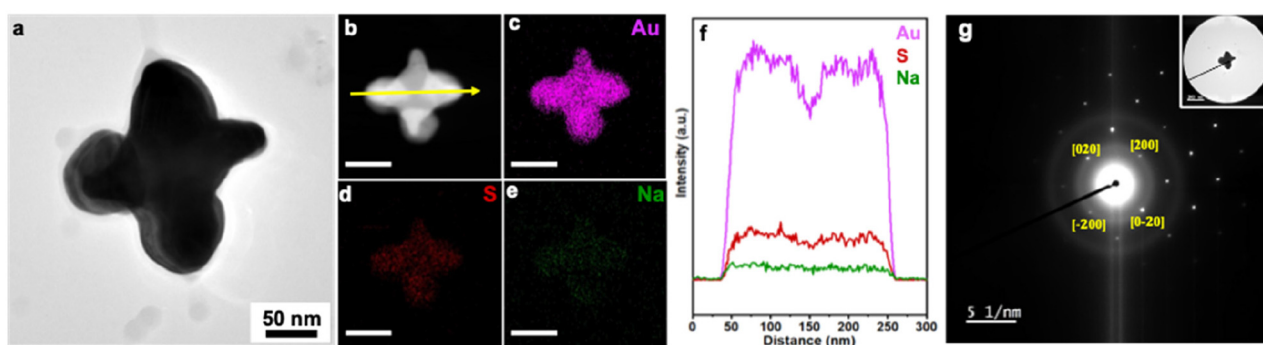 a
50 nm
b
c
Au
d
S
e
Na
f
Au
S
Na
Intensity (a.u.)
0
50
100
150
200
250
300
Distance (nm)
g
[020]
[200]
[-200]
[0-20]
5 1/nm